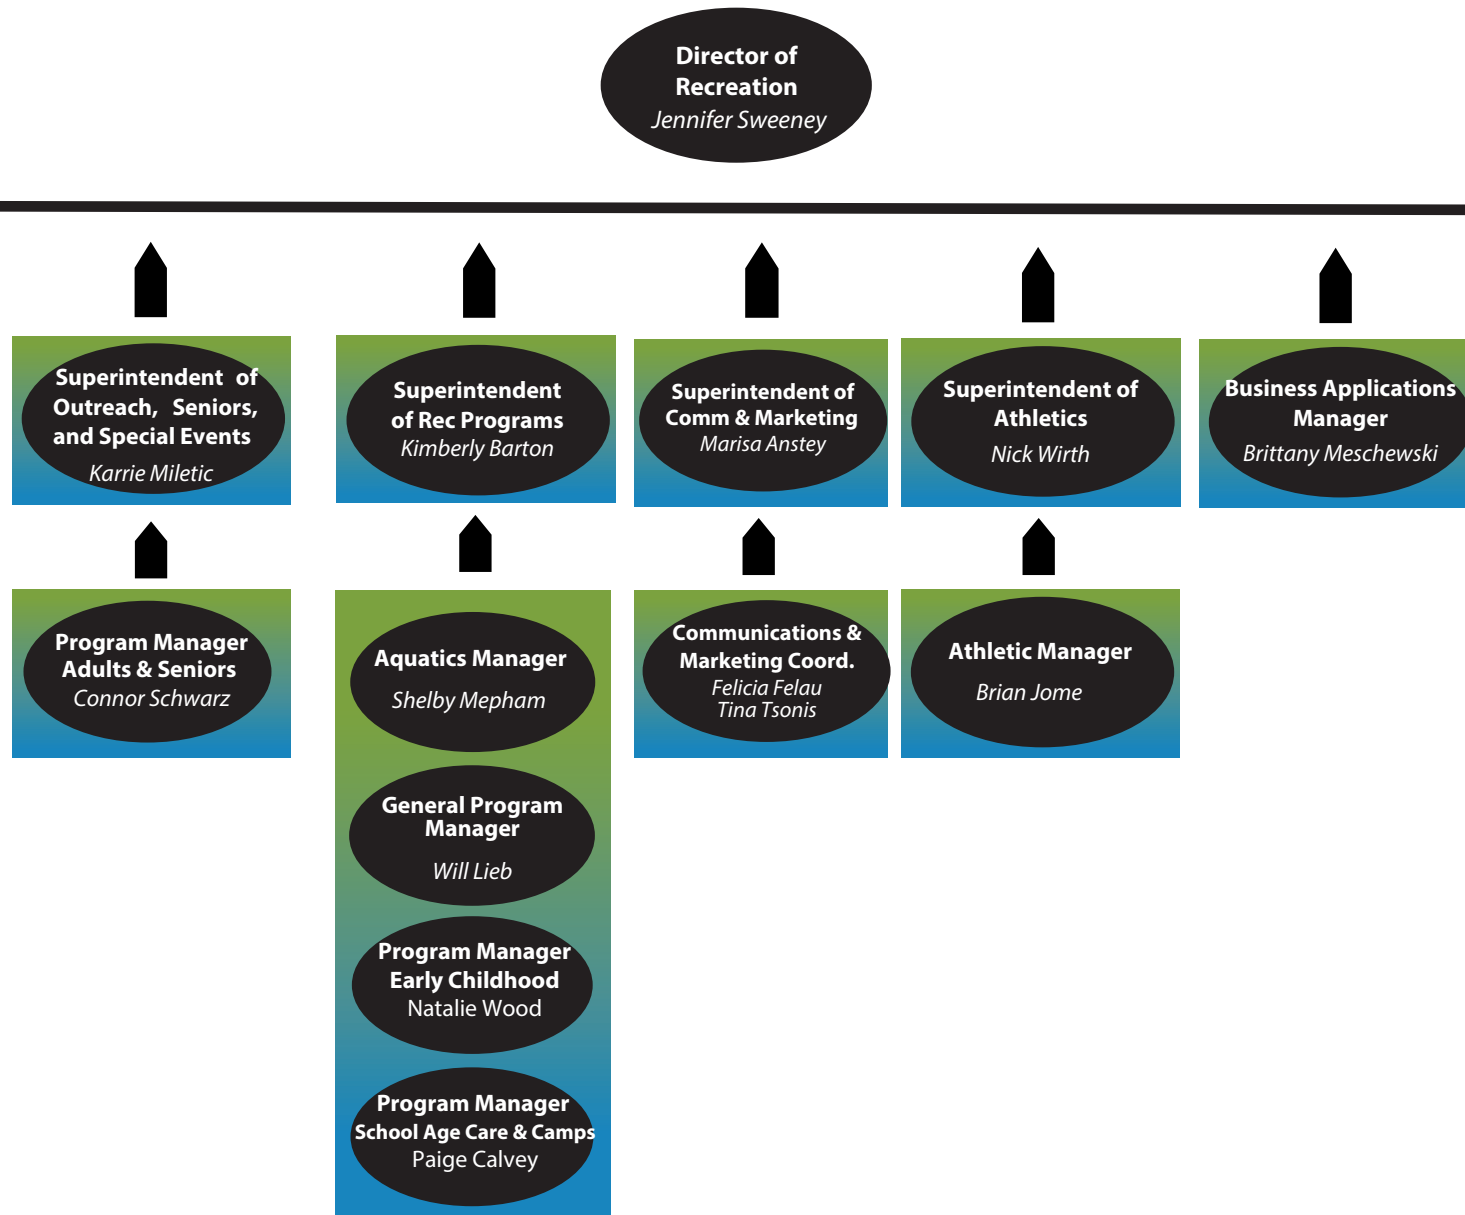 Director of
Recreation
Jennifer Sweeney
Superintendent of
Outreach, Seniors,
and Special Events
Karrie Miletic
Superintendent
of Rec Programs
Kimberly Barton
Superintendent of
Comm & Marketing
Marisa Anstey
Superintendent of
Athletics
Nick Wirth
Business Applications
Manager
Brittany Meschewski
Program Manager
Adults & Seniors
Connor Schwarz
Aquatics Manager
Shelby Mepham
General Program
Manager
Will Lieb
Program Manager
Early Childhood
Natalie Wood
Program Manager
School Age Care & Camps
Paige Calvey
Communications &
Marketing Coord.
Felicia Felau
Tina Tsonis
Athletic Manager
Brian Jome